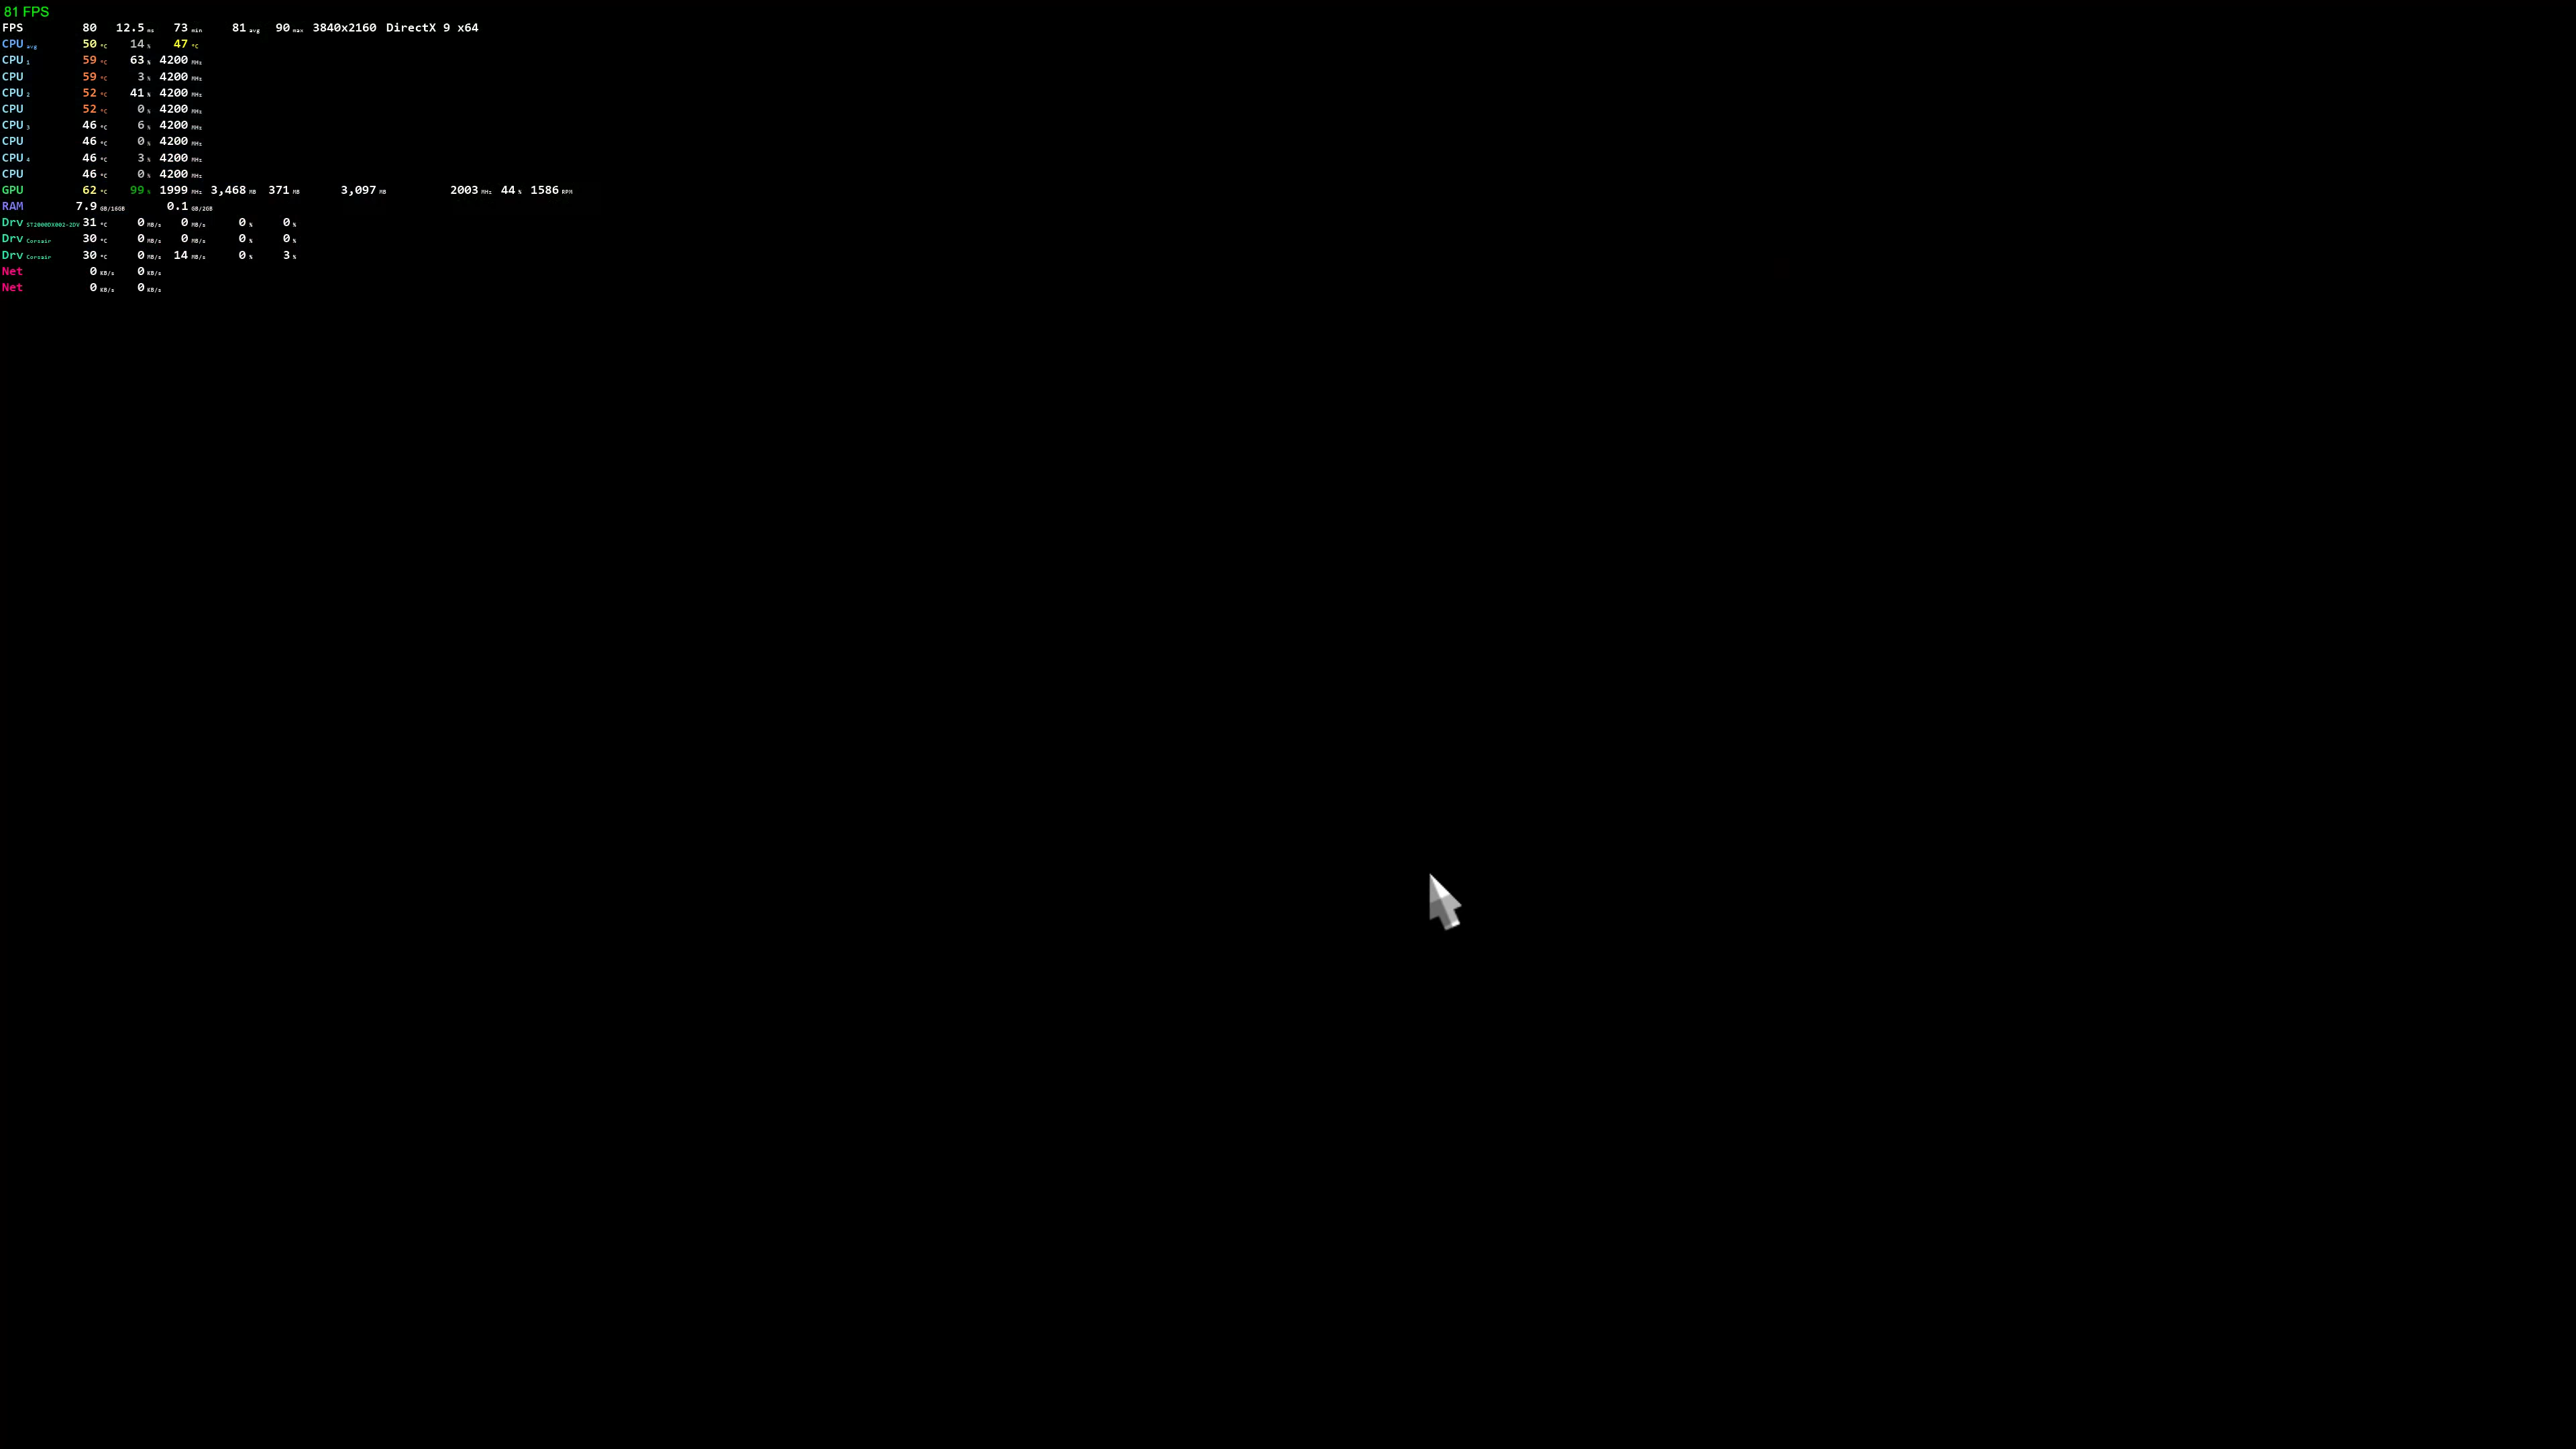 81 FPS
FPS 80 12.5 ms 73 min 81 avg 90 max 3840x2160 DirectX 9 x64
CPU avg 50 °C 14 % 47 °C
CPU 1 59 °C 63 % 4200 MHz
CPU 59 °C 3 % 4200 MHz
CPU 2 52 °C 41 % 4200 MHz
CPU 52 °C 0 % 4200 MHz
CPU 3 46 °C 6 % 4200 MHz
CPU 46 °C 0 % 4200 MHz
CPU 4 46 °C 3 % 4200 MHz
CPU 46 °C 0 % 4200 MHz
GPU 62 °C 99 % 1999 MHz 3,468 MB 371 MB 3,097 MB 2003 MHz 44 % 1586 RPM
RAM 7.9 GB/16GB 0.1 GB/2GB
Drv ST2000DX002-2DV 31 °C 0 MB/s 0 MB/s 0 % 0 %
Drv Corsair 30 °C 0 MB/s 0 MB/s 0 % 0 %
Drv Corsair 30 °C 0 MB/s 14 MB/s 0 % 3 %
Net 0 KB/s 0 KB/s
Net 0 KB/s 0 KB/s